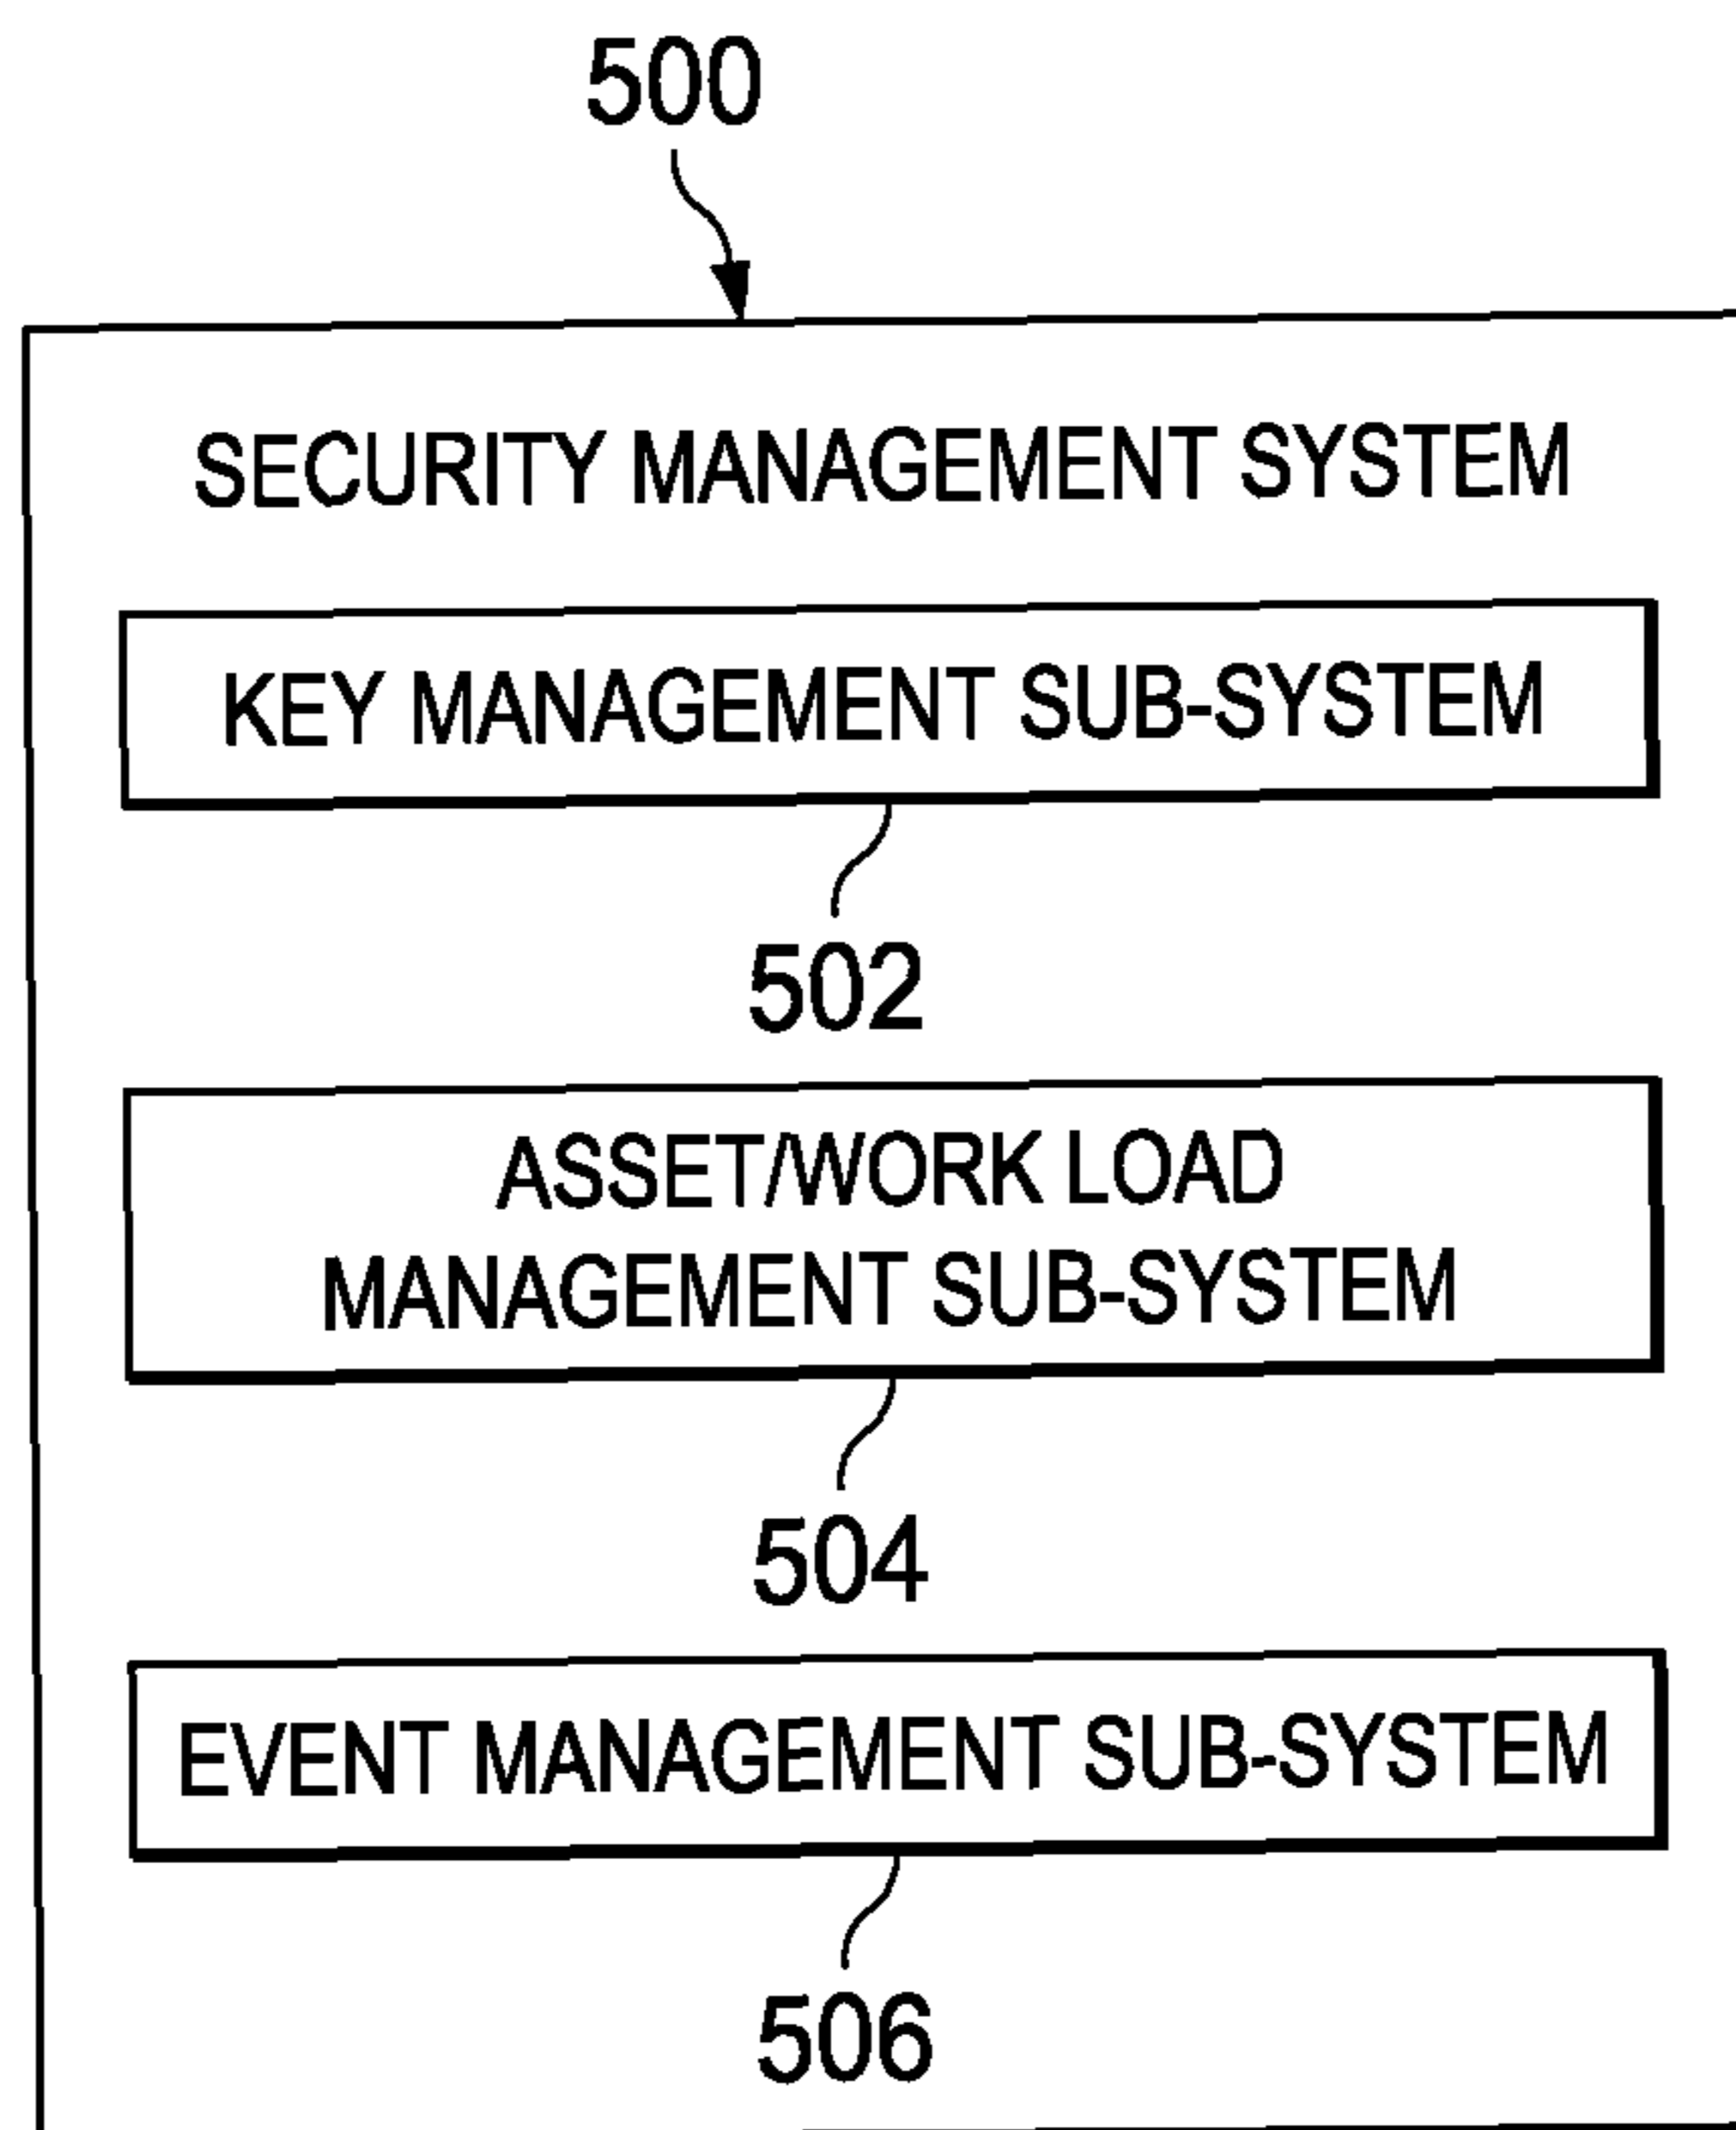 500
SECURITY MANAGEMENT SYSTEM
KEY MANAGEMENT SUB-SYSTEM
502
ASSET/WORK LOAD
MANAGEMENT SUB-SYSTEM
504
EVENT MANAGEMENT SUB-SYSTEM
506